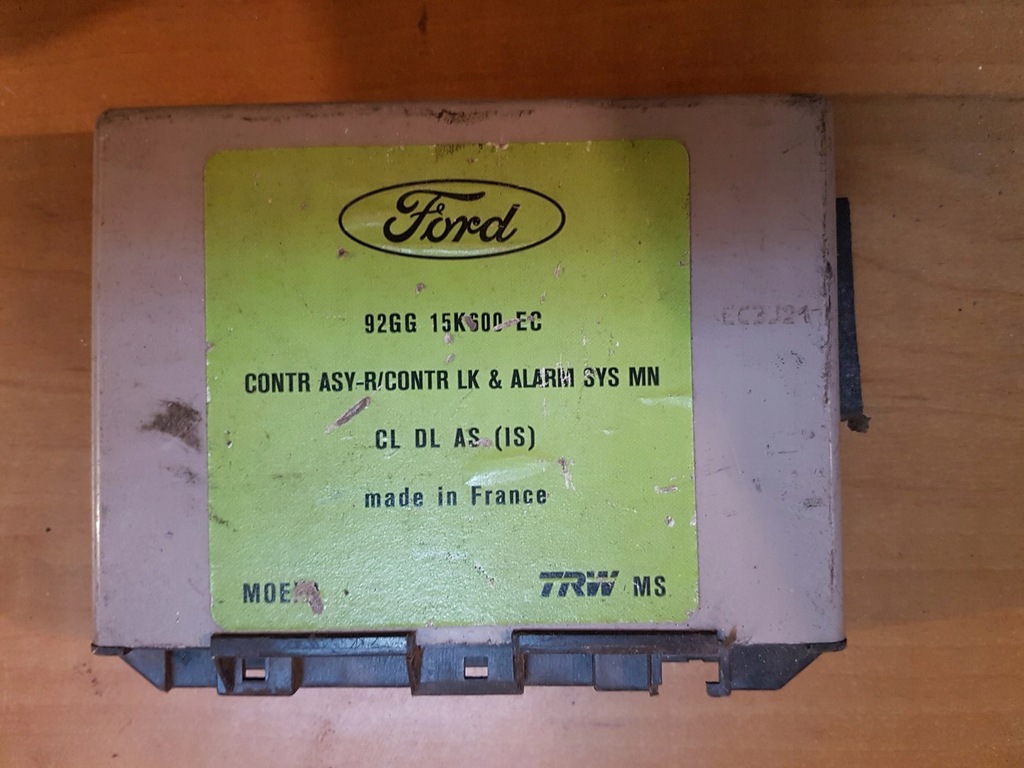 Ford
92GG 15K600-EC
EC3J21
CONTR ASY-R/CONTR LK & ALARM SYS MN
CL DL AS (IS)
made in France
TRW MS